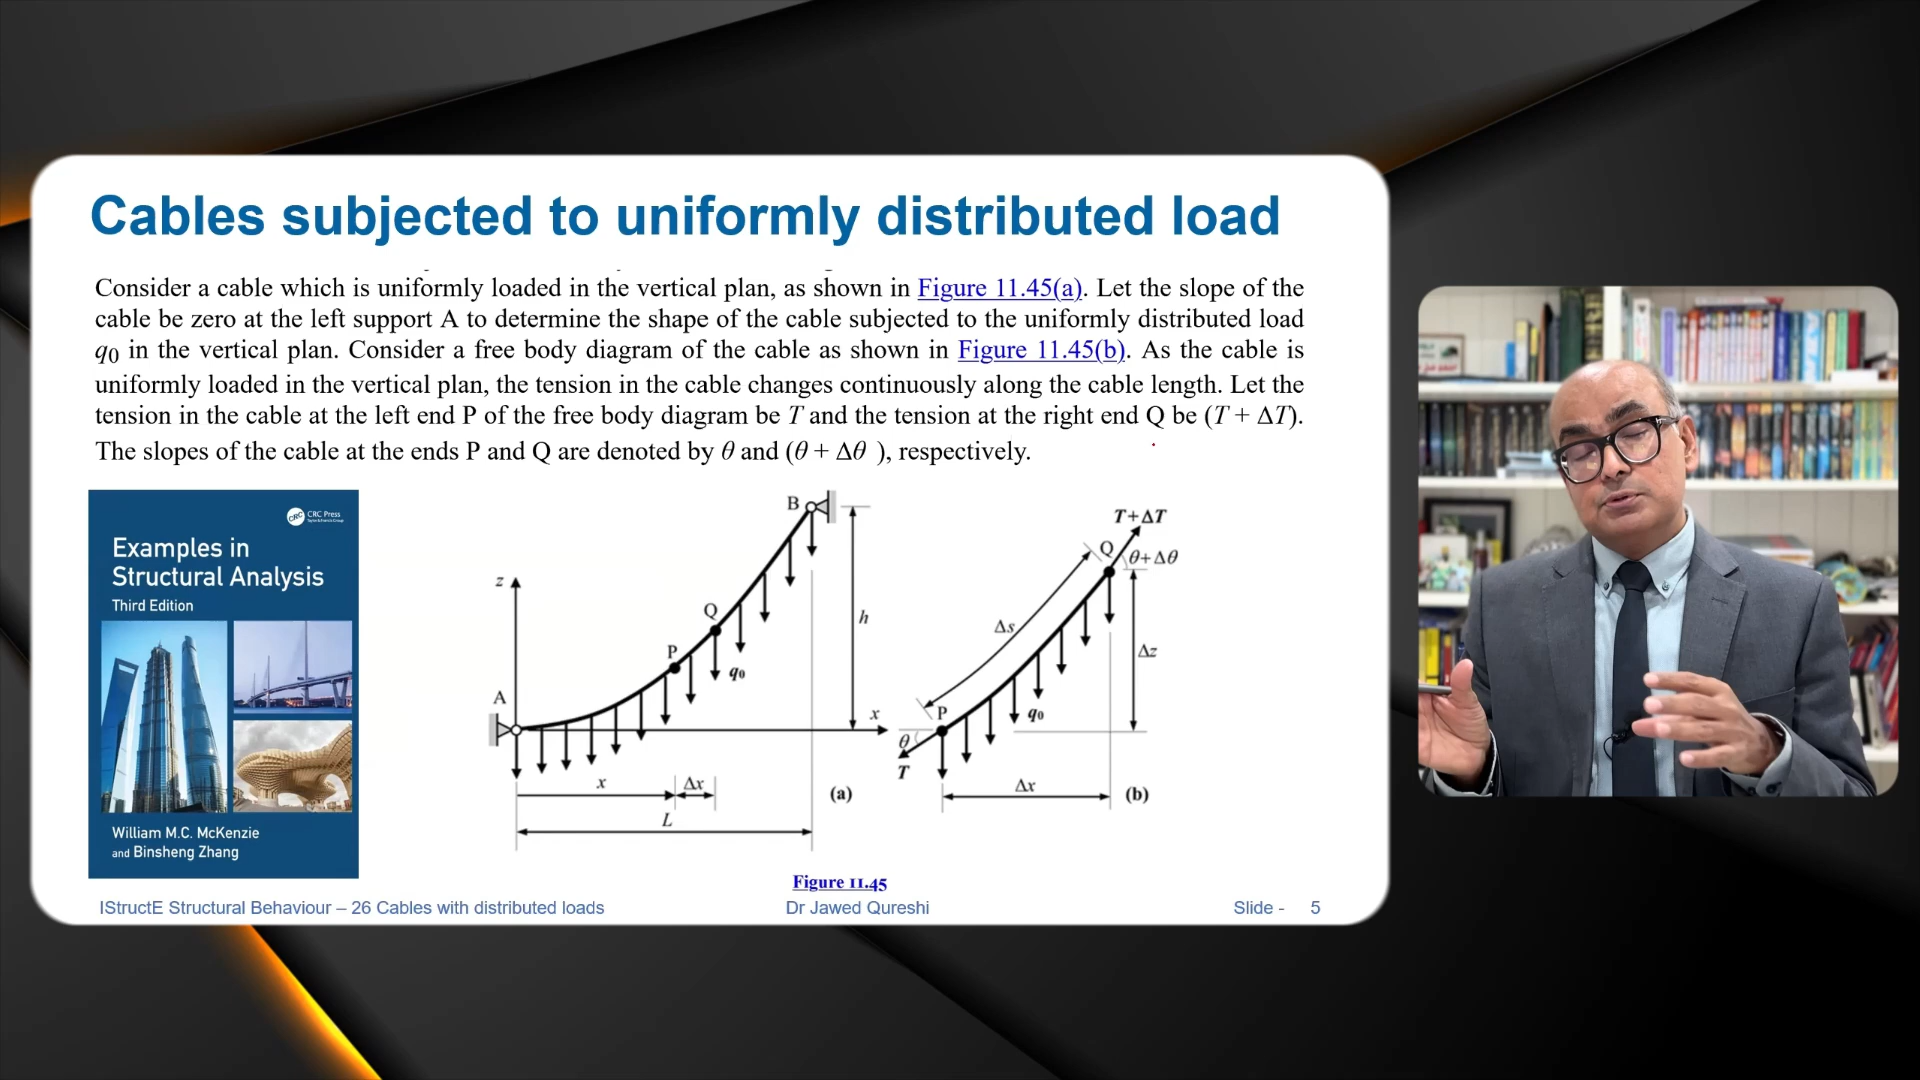 Cables subjected to uniformly distributed load
Consider a cable which is uniformly loaded in the vertical plan, as shown in Figure 11.45(a). Let the slope of the
cable be zero at the left support A to determine the shape of the cable subjected to the uniformly distributed load
q0 in the vertical plan. Consider a free body diagram of the cable as shown in Figure 11.45(b). As the cable is
uniformly loaded in the vertical plan, the tension in the cable changes continuously along the cable length. Let the
tension in the cable at the left end P of the free body diagram be T and the tension at the right end Q be (T + ΔT).
The slopes of the cable at the ends P and Q are denoted by θ and (θ + Δθ ), respectively.
CRC CRC Press
Taylor & Francis Group
Examples in
Structural Analysis
Third Edition
William M.C. McKenzie
and Binsheng Zhang
B
z
h
Q
P
q0
A
x
x
Δx
L
(a)
T+ΔT
Q
θ+Δθ
Δs
Δz
P
q0
θ
T
Δx
(b)
Figure 11.45
IStructE Structural Behaviour – 26 Cables with distributed loads
Dr Jawed Qureshi
Slide - 5